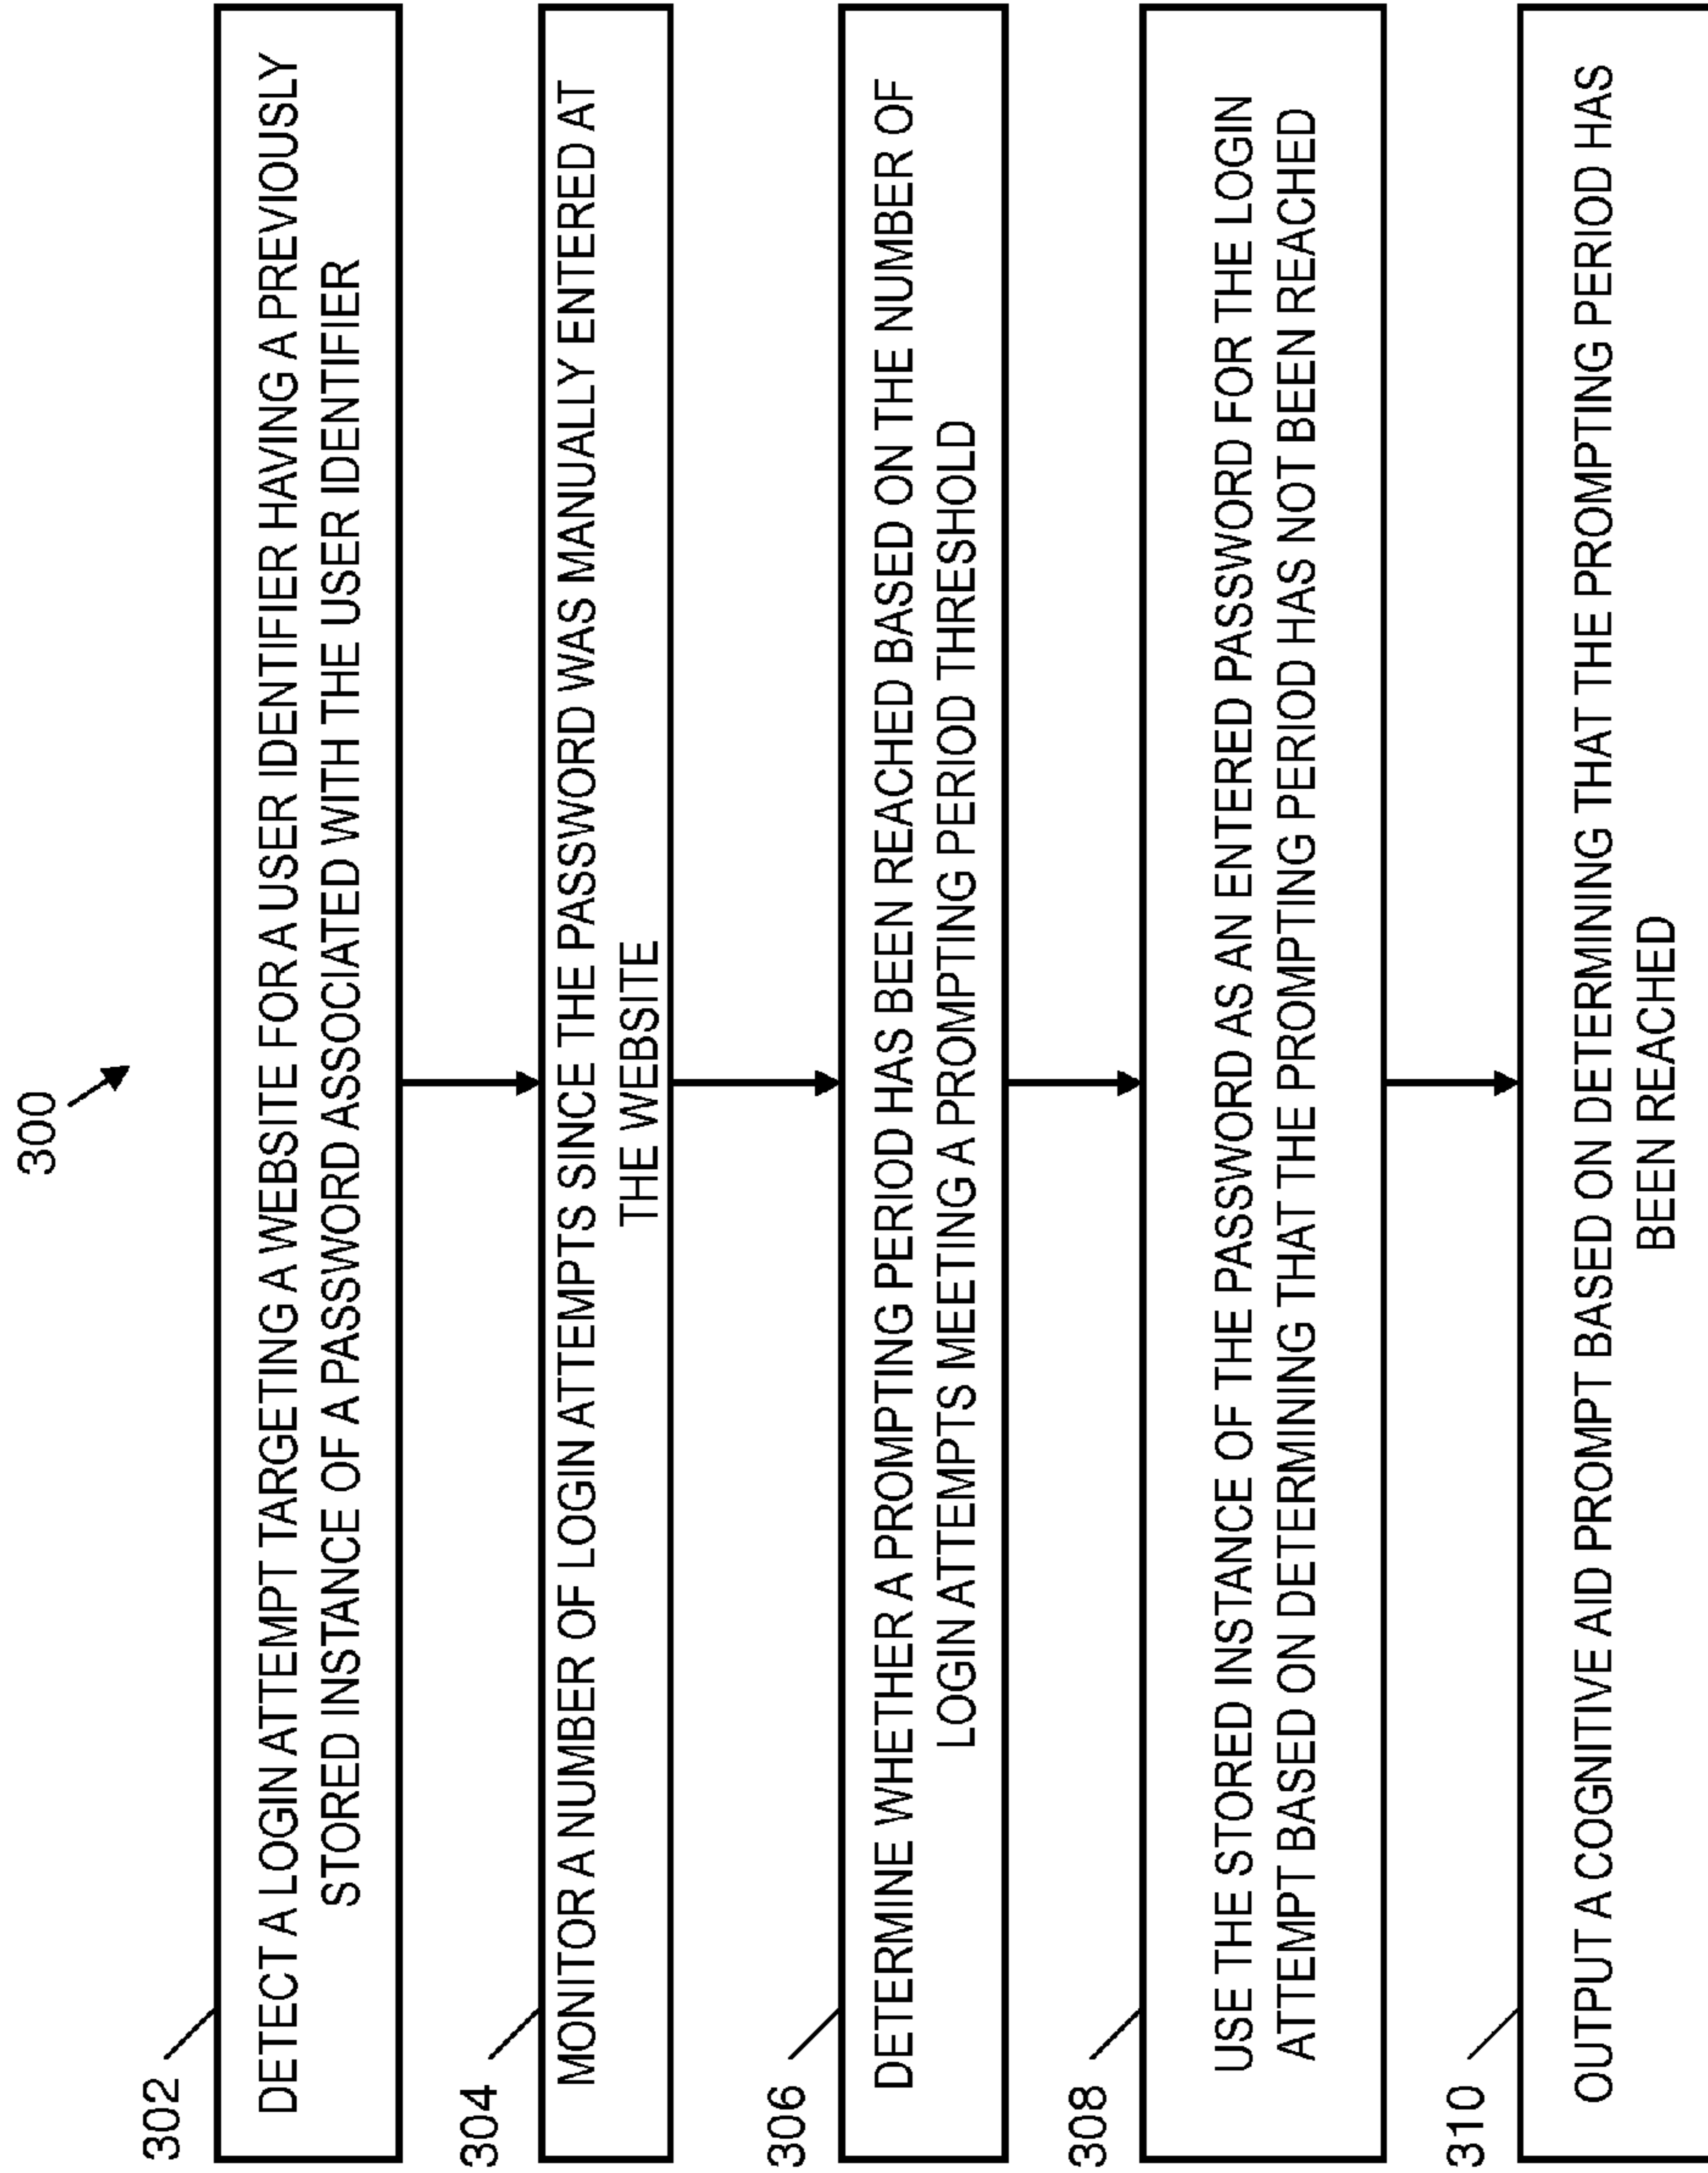 300
302
DETECT A LOGIN ATTEMPT TARGETING A WEBSITE FOR A USER IDENTIFIER HAVING A PREVIOUSLY
STORED INSTANCE OF A PASSWORD ASSOCIATED WITH THE USER IDENTIFIER
304
MONITOR A NUMBER OF LOGIN ATTEMPTS SINCE THE PASSWORD WAS MANUALLY ENTERED AT
THE WEBSITE
306
DETERMINE WHETHER A PROMPTING PERIOD HAS BEEN REACHED BASED ON THE NUMBER OF
LOGIN ATTEMPTS MEETING A PROMPTING PERIOD THRESHOLD
308
USE THE STORED INSTANCE OF THE PASSWORD AS AN ENTERED PASSWORD FOR THE LOGIN
ATTEMPT BASED ON DETERMINING THAT THE PROMPTING PERIOD HAS NOT BEEN REACHED
310
OUTPUT A COGNITIVE AID PROMPT BASED ON DETERMINING THAT THE PROMPTING PERIOD HAS
BEEN REACHED